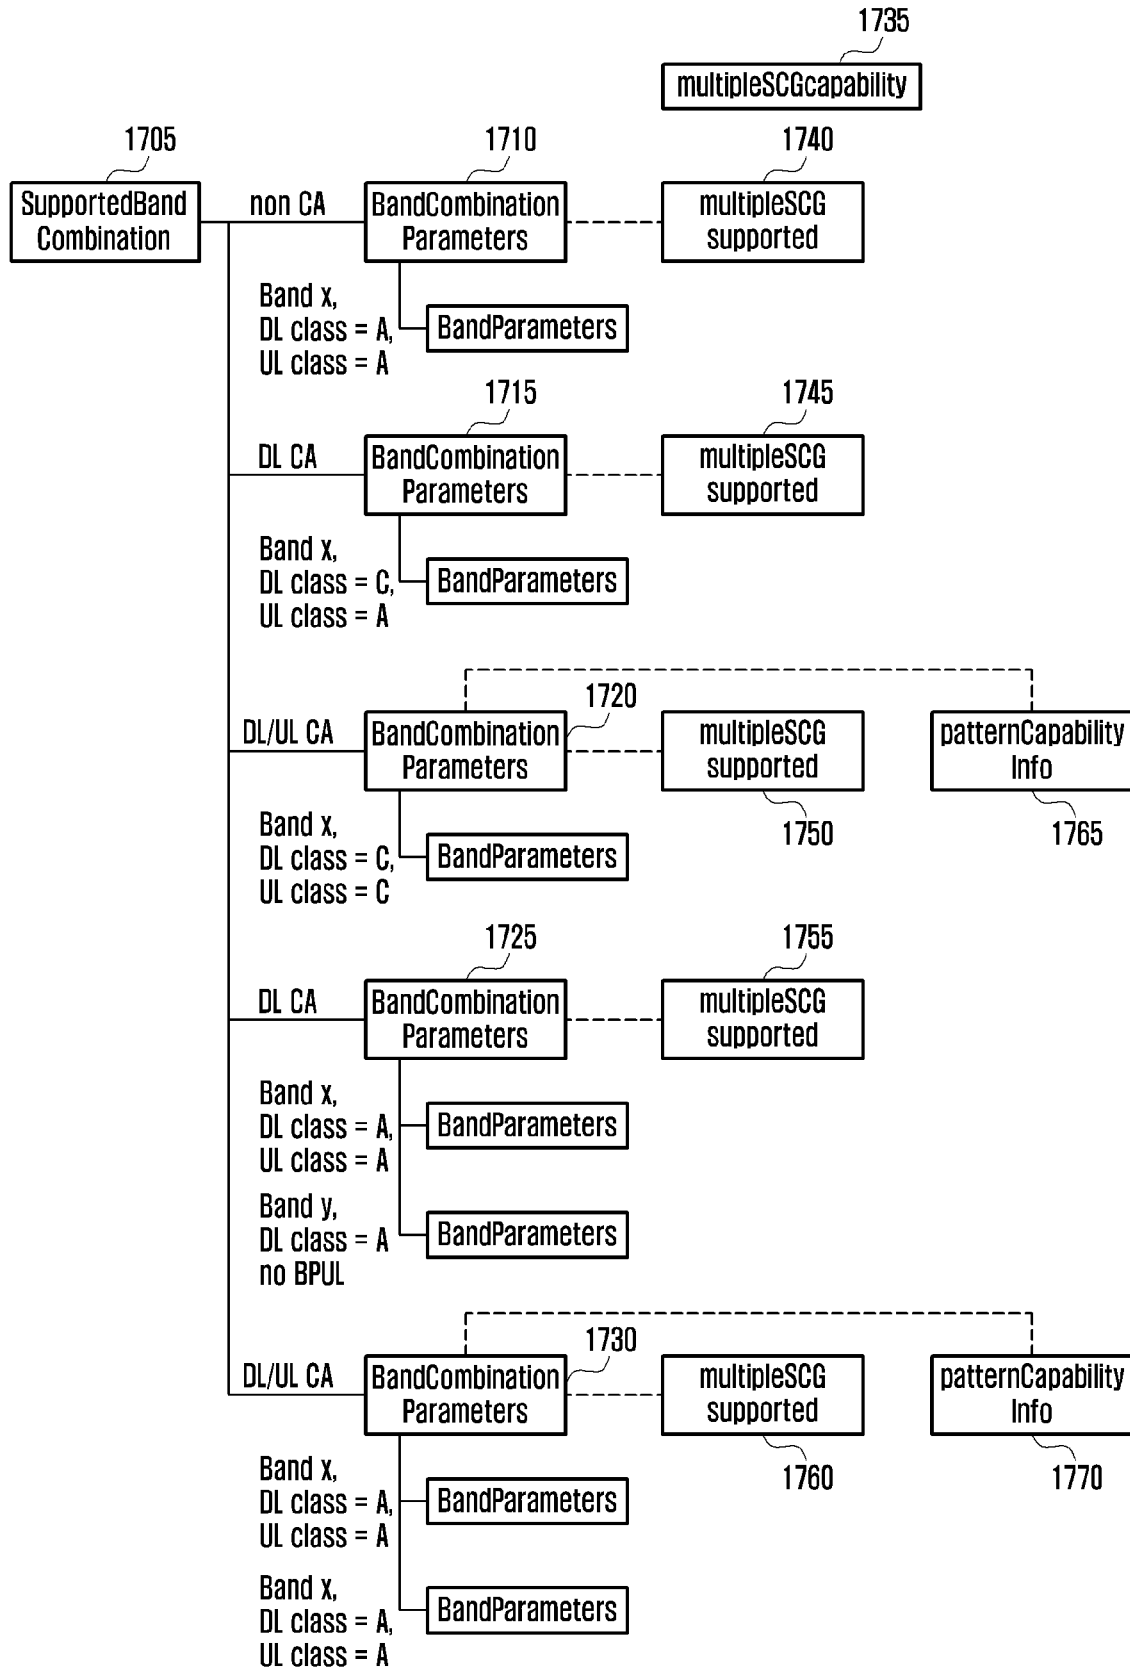 1735
multipleSCGcapability
1705
1710
1740
SupportedBand
Combination
non CA
BandCombination
Parameters
multipleSCG
supported
Band x,
DL class = A,
UL class = A
BandParameters
1715
1745
DL CA
BandCombination
Parameters
multipleSCG
supported
Band x,
DL class = C,
UL class = A
BandParameters
1720
DL/UL CA
BandCombination
Parameters
multipleSCG
supported
patternCapability
Info
1750
1765
Band x,
DL class = C,
UL class = C
BandParameters
1725
1755
DL CA
BandCombination
Parameters
multipleSCG
supported
Band x,
DL class = A,
UL class = A
BandParameters
Band y,
DL class = A
no BPUL
BandParameters
1730
DL/UL CA
BandCombination
Parameters
multipleSCG
supported
patternCapability
Info
1760
1770
Band x,
DL class = A,
UL class = A
BandParameters
Band x,
DL class = A,
UL class = A
BandParameters